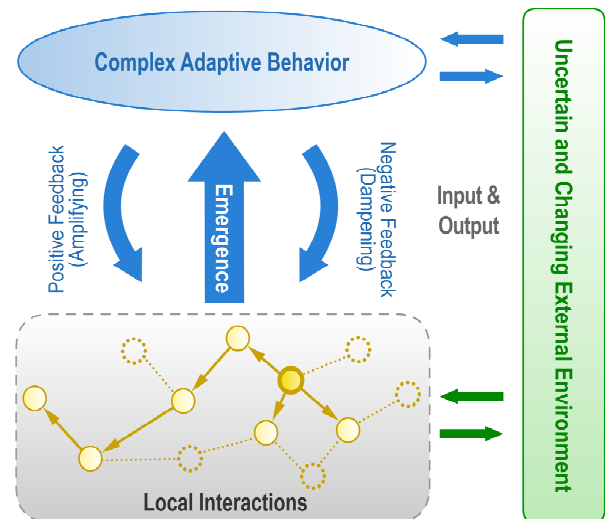 Complex Adaptive Behavior
Positive Feedback
(Amplifying)
Emergence
Negative Feedback
(Dampening)
Input &
Output
Uncertain and Changing External Environment
Local Interactions